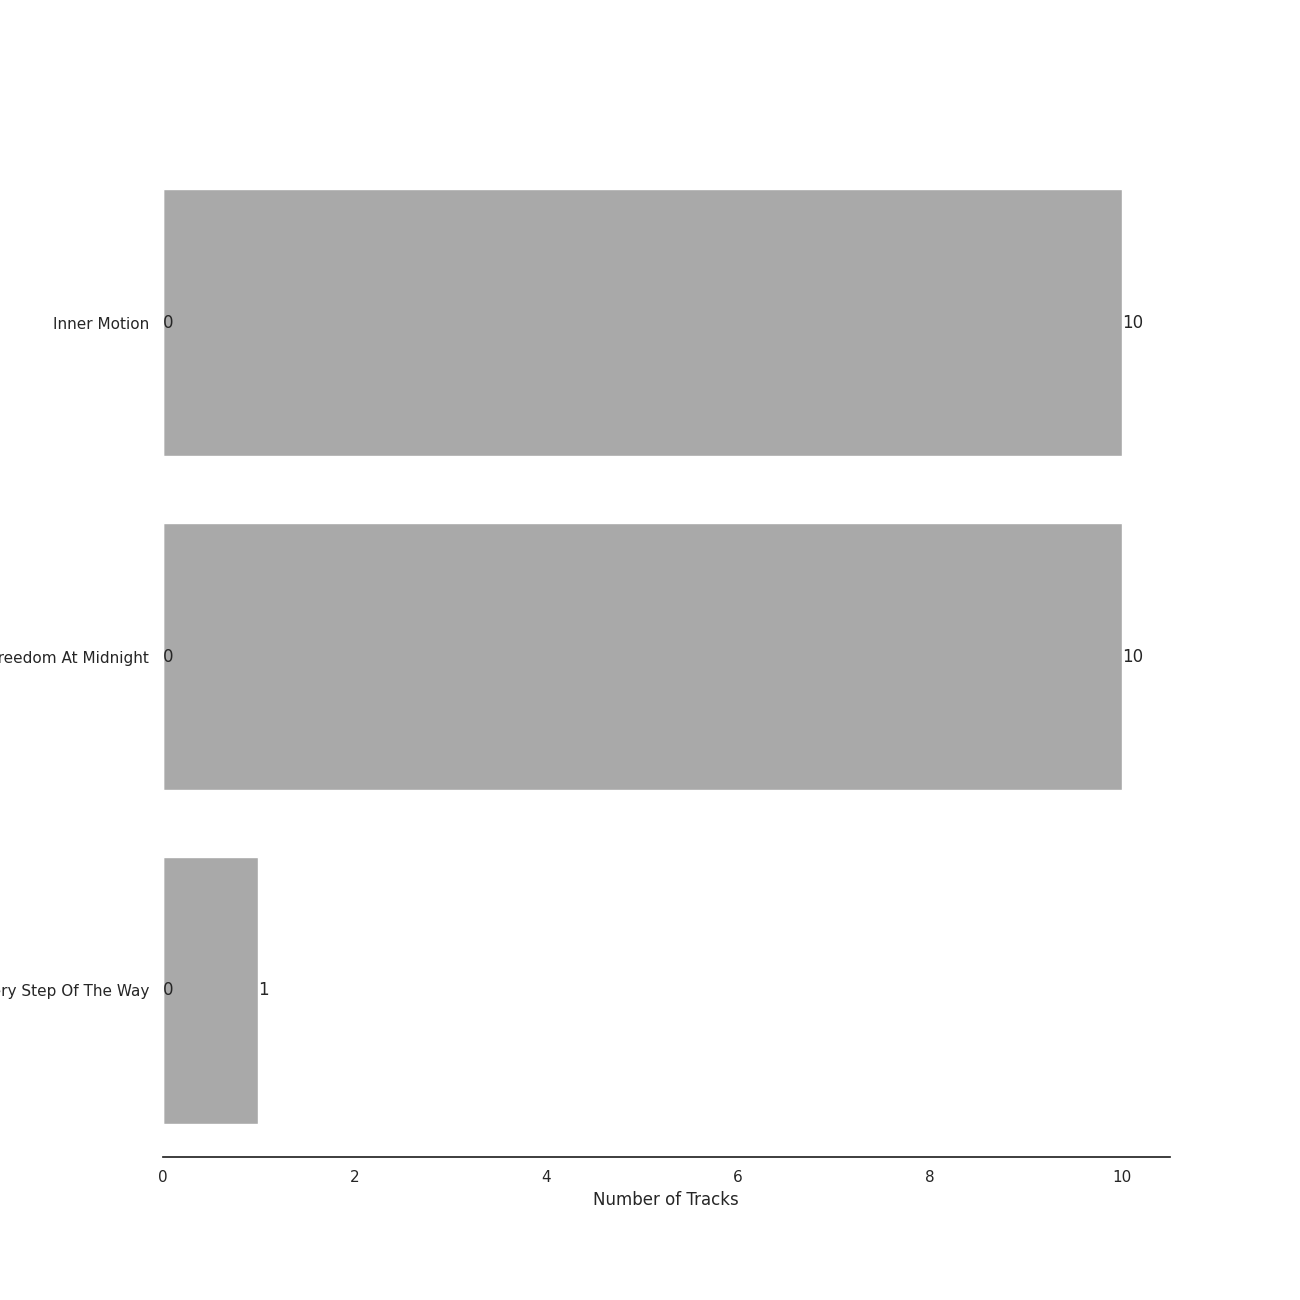 Inner Motion 0 10
reedom At Midnight 0 10
ry Step Of The Way 0 1
0 2 4 6 8 10
Number of Tracks